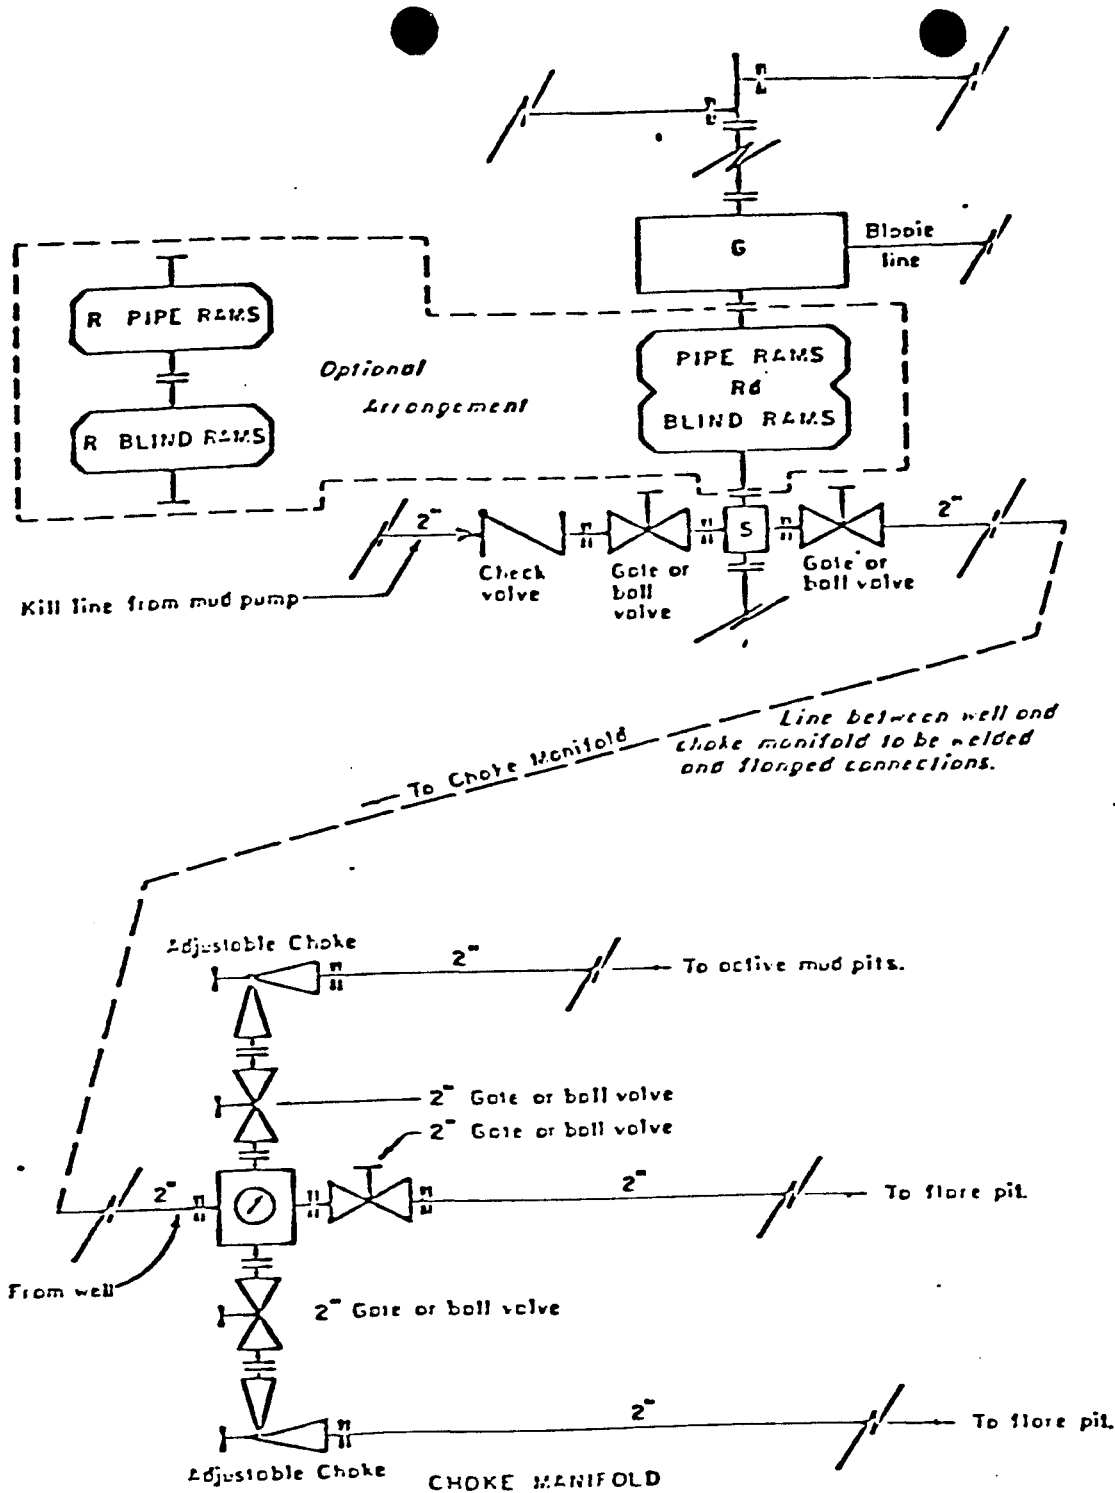 G
Blooie
line
R PIPE RAMS
R BLIND RAMS
Optional
Arrangement
PIPE RAMS
Rd
BLIND RAMS
2"
S
2"
Check
valve
Gate or
ball
valve
Gate or
ball valve
Kill line from mud pump
Line between well and
choke manifold to be welded
and flanged connections.
To Choke Manifold
Adjustable Choke
2"
To active mud pits.
2" Gate or ball valve
2" Gate or ball valve
2"
2"
To flare pit.
From well
2" Gate or ball valve
2"
To flare pit.
Adjustable Choke
CHOKE MANIFOLD